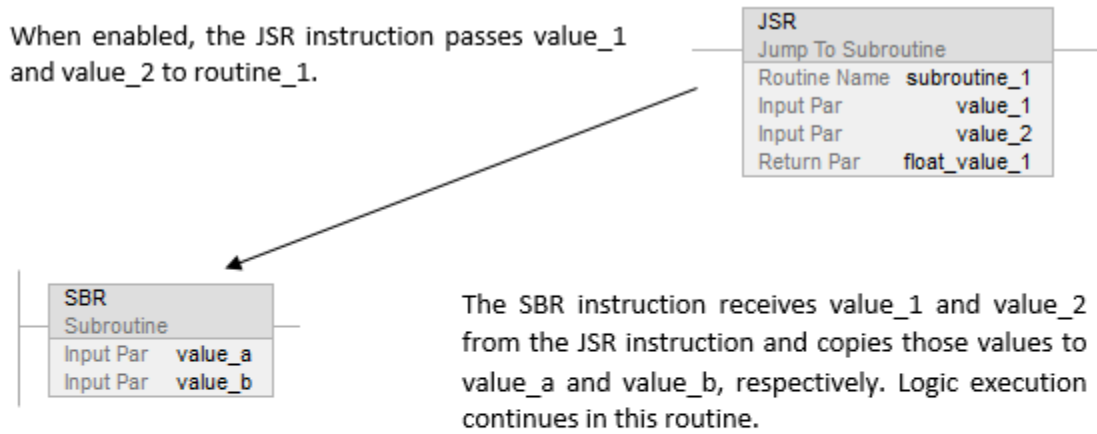 When enabled, the JSR instruction passes value_1
and value_2 to routine_1.
JSR
Jump To Subroutine
Routine Name subroutine_1
Input Par value_1
Input Par value_2
Return Par float_value_1
SBR
Subroutine
Input Par value_a
Input Par value_b
The SBR instruction receives value_1 and value_2
from the JSR instruction and copies those values to
value_a and value_b, respectively. Logic execution
continues in this routine.